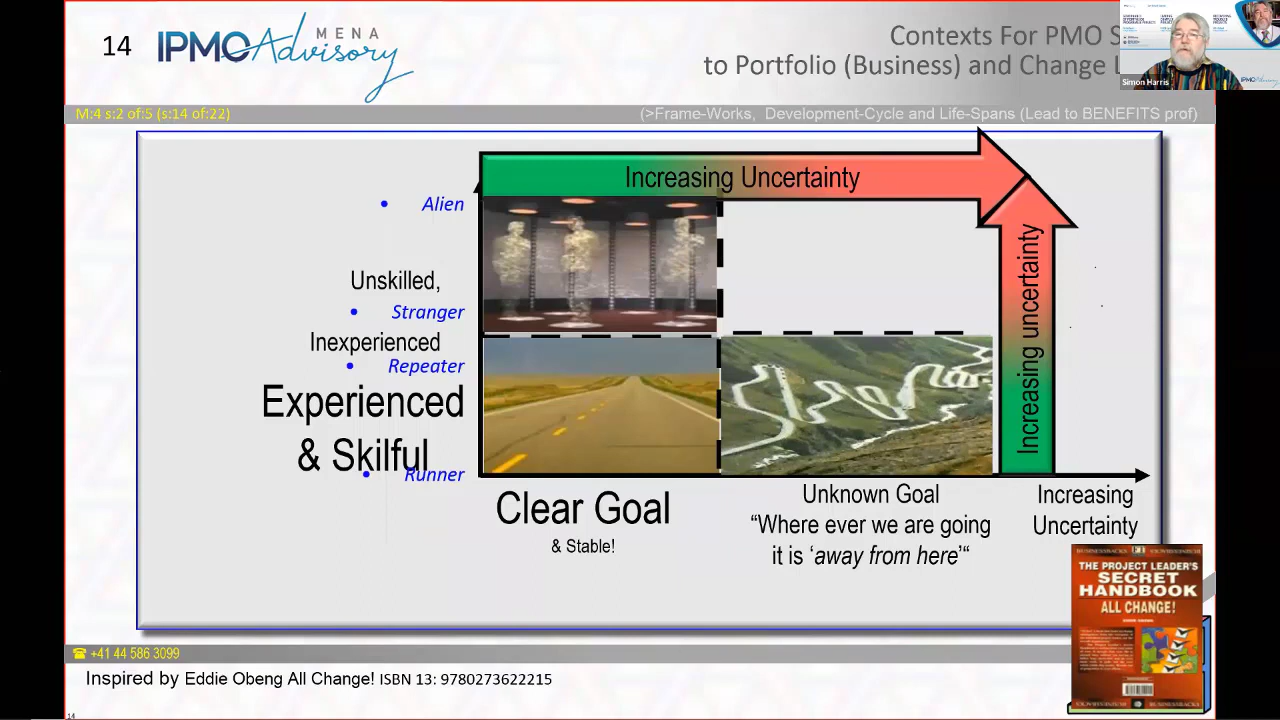 14
IPMO Advisory
MENA
Contexts For PMO S
to Portfolio (Business) and Change L
Simon Harris
M:4 s:2 of:5 (s:14 of:22)
(>Frame-Works, Development-Cycle and Life-Spans (Lead to BENEFITS prof)
Increasing Uncertainty
• Alien
Unskilled,
• Stranger
Inexperienced
• Repeater
Experienced
& Skilful
• Runner
Increasing uncertainty
Clear Goal
& Stable!
Unknown Goal
“Where ever we are going
it is ‘away from here’“
Increasing
Uncertainty
THE PROJECT LEADER'S
SECRET
HANDBOOK
ALL CHANGE!
☎ +41 44 586 3099
Inspired by Eddie Obeng All Change! ISBN 13: 9780273622215
14